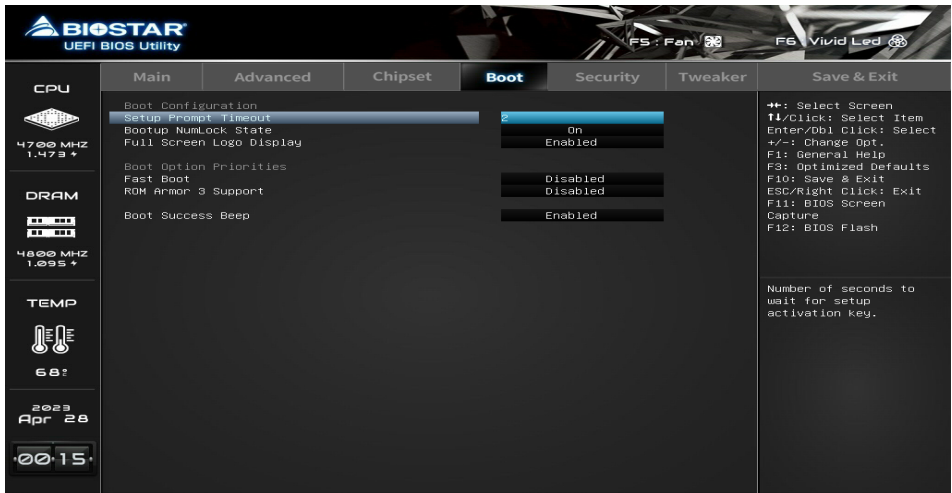 BIOSTAR®
UEFI BIOS Utility
F5 : Fan
F6 Vivid Led
CPU
4700 MHZ
1.473
DRAM
4800 MHZ
1.095
TEMP
68°
2023
Apr 28
00:15
Main Advanced Chipset Boot Security Tweaker Save & Exit
Boot Configuration
Setup Prompt Timeout 2
Bootup NumLock State On
Full Screen Logo Display Enabled
Boot Option Priorities
Fast Boot Disabled
ROM Armor 3 Support Disabled
Boot Success Beep Enabled
→←: Select Screen
↑↓/Click: Select Item
Enter/Dbl Click: Select
+/-: Change Opt.
F1: General Help
F3: Optimized Defaults
F10: Save & Exit
ESC/Right Click: Exit
F11: BIOS Screen
Capture
F12: BIOS Flash
Number of seconds to
wait for setup
activation key.